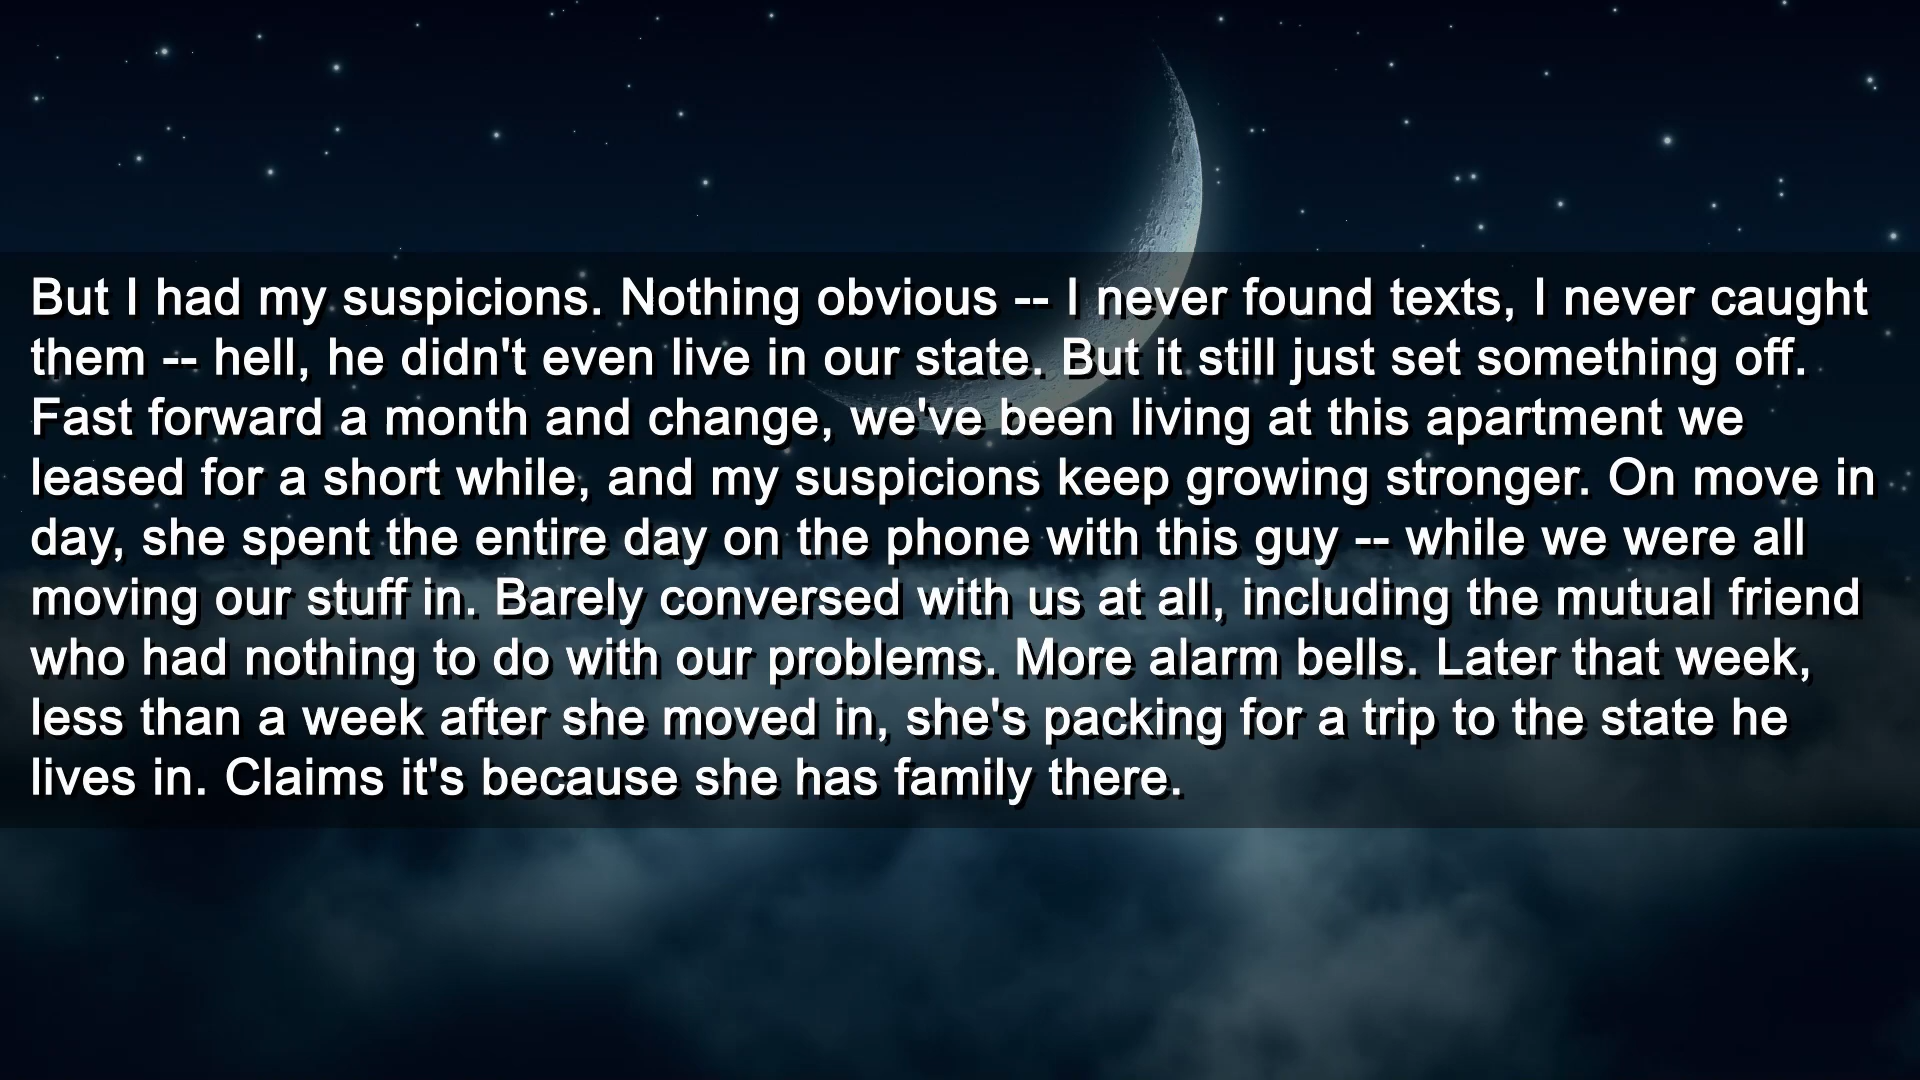 But I had my suspicions. Nothing obvious -- I never found texts, I never caught
them -- hell, he didn't even live in our state. But it still just set something off.
Fast forward a month and change, we've been living at this apartment we
leased for a short while, and my suspicions keep growing stronger. On move in
day, she spent the entire day on the phone with this guy -- while we were all
moving our stuff in. Barely conversed with us at all, including the mutual friend
who had nothing to do with our problems. More alarm bells. Later that week,
less than a week after she moved in, she's packing for a trip to the state he
lives in. Claims it's because she has family there.